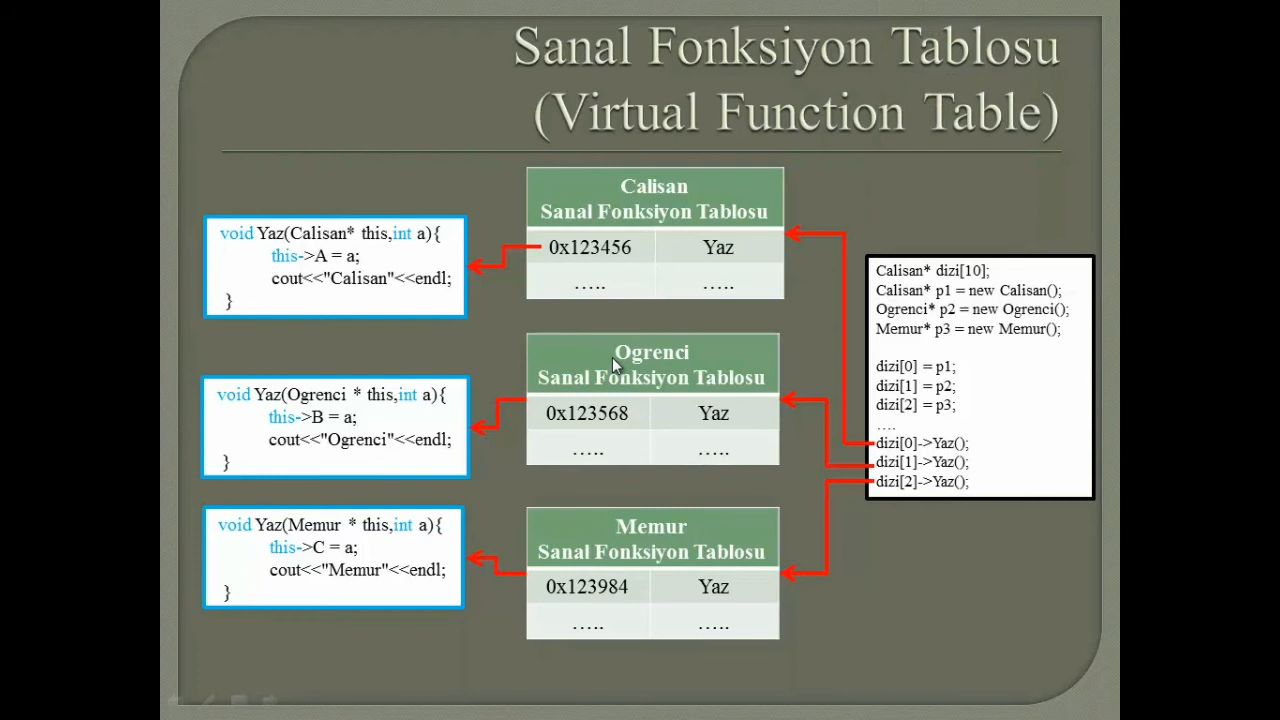 Sanal Fonksiyon Tablosu
(Virtual Function Table)
void Yaz(Calisan* this,int a){
this->A = a;
cout<<"Calisan"<<endl;
}
void Yaz(Ogrenci * this,int a){
this->B = a;
cout<<"Ogrenci"<<endl;
}
void Yaz(Memur * this,int a){
this->C = a;
cout<<"Memur"<<endl;
}
Calisan
Sanal Fonksiyon Tablosu
0x123456 Yaz
….. …..
Ogrenci
Sanal Fonksiyon Tablosu
0x123568 Yaz
….. …..
Memur
Sanal Fonksiyon Tablosu
0x123984 Yaz
….. …..
Calisan* dizi[10];
Calisan* p1 = new Calisan();
Ogrenci* p2 = new Ogrenci();
Memur* p3 = new Memur();
dizi[0] = p1;
dizi[1] = p2;
dizi[2] = p3;
….
dizi[0]->Yaz();
dizi[1]->Yaz();
dizi[2]->Yaz();